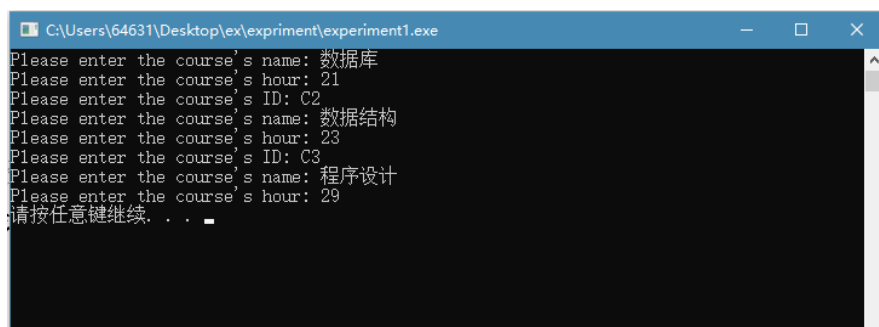 C:\Users\64631\Desktop\ex\expriment\experiment1.exe
Please enter the course's name: 数据库
Please enter the course's hour: 21
Please enter the course's ID: C2
Please enter the course's name: 数据结构
Please enter the course's hour: 23
Please enter the course's ID: C3
Please enter the course's name: 程序设计
Please enter the course's hour: 29
请按任意键继续. . .